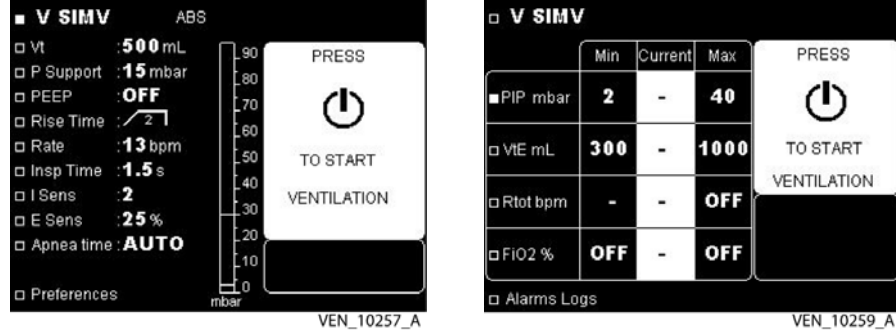 V SIMV ABS
Vt :500 mL
P Support :15 mbar
PEEP :OFF
Rise Time : 2
Rate :13 bpm
Insp Time :1.5 s
I Sens :2
E Sens :25 %
Apnea time :AUTO
Preferences
90
80
70
60
50
40
30
20
10
0
mbar
PRESS
TO START
VENTILATION
VEN_10257_A
V SIMV
Min Current Max
PIP mbar 2 - 40
VtE mL 300 - 1000
Rtot bpm - - OFF
FiO2 % OFF - OFF
Alarms Logs
PRESS
TO START
VENTILATION
VEN_10259_A